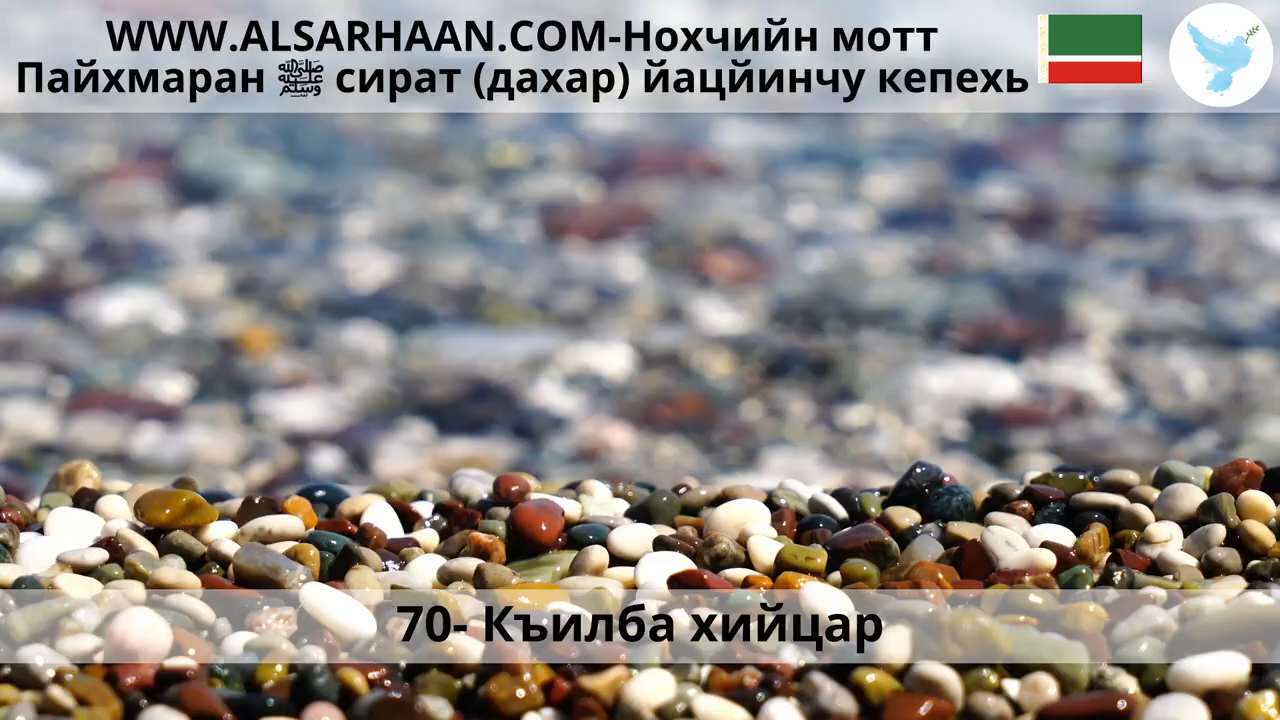 WWW.ALSARHAAN.COM-Нохчийн мотт
Пайхмаран ﷺ сират (дахар) йацйинчу кепехь
70- Къилба хийцар